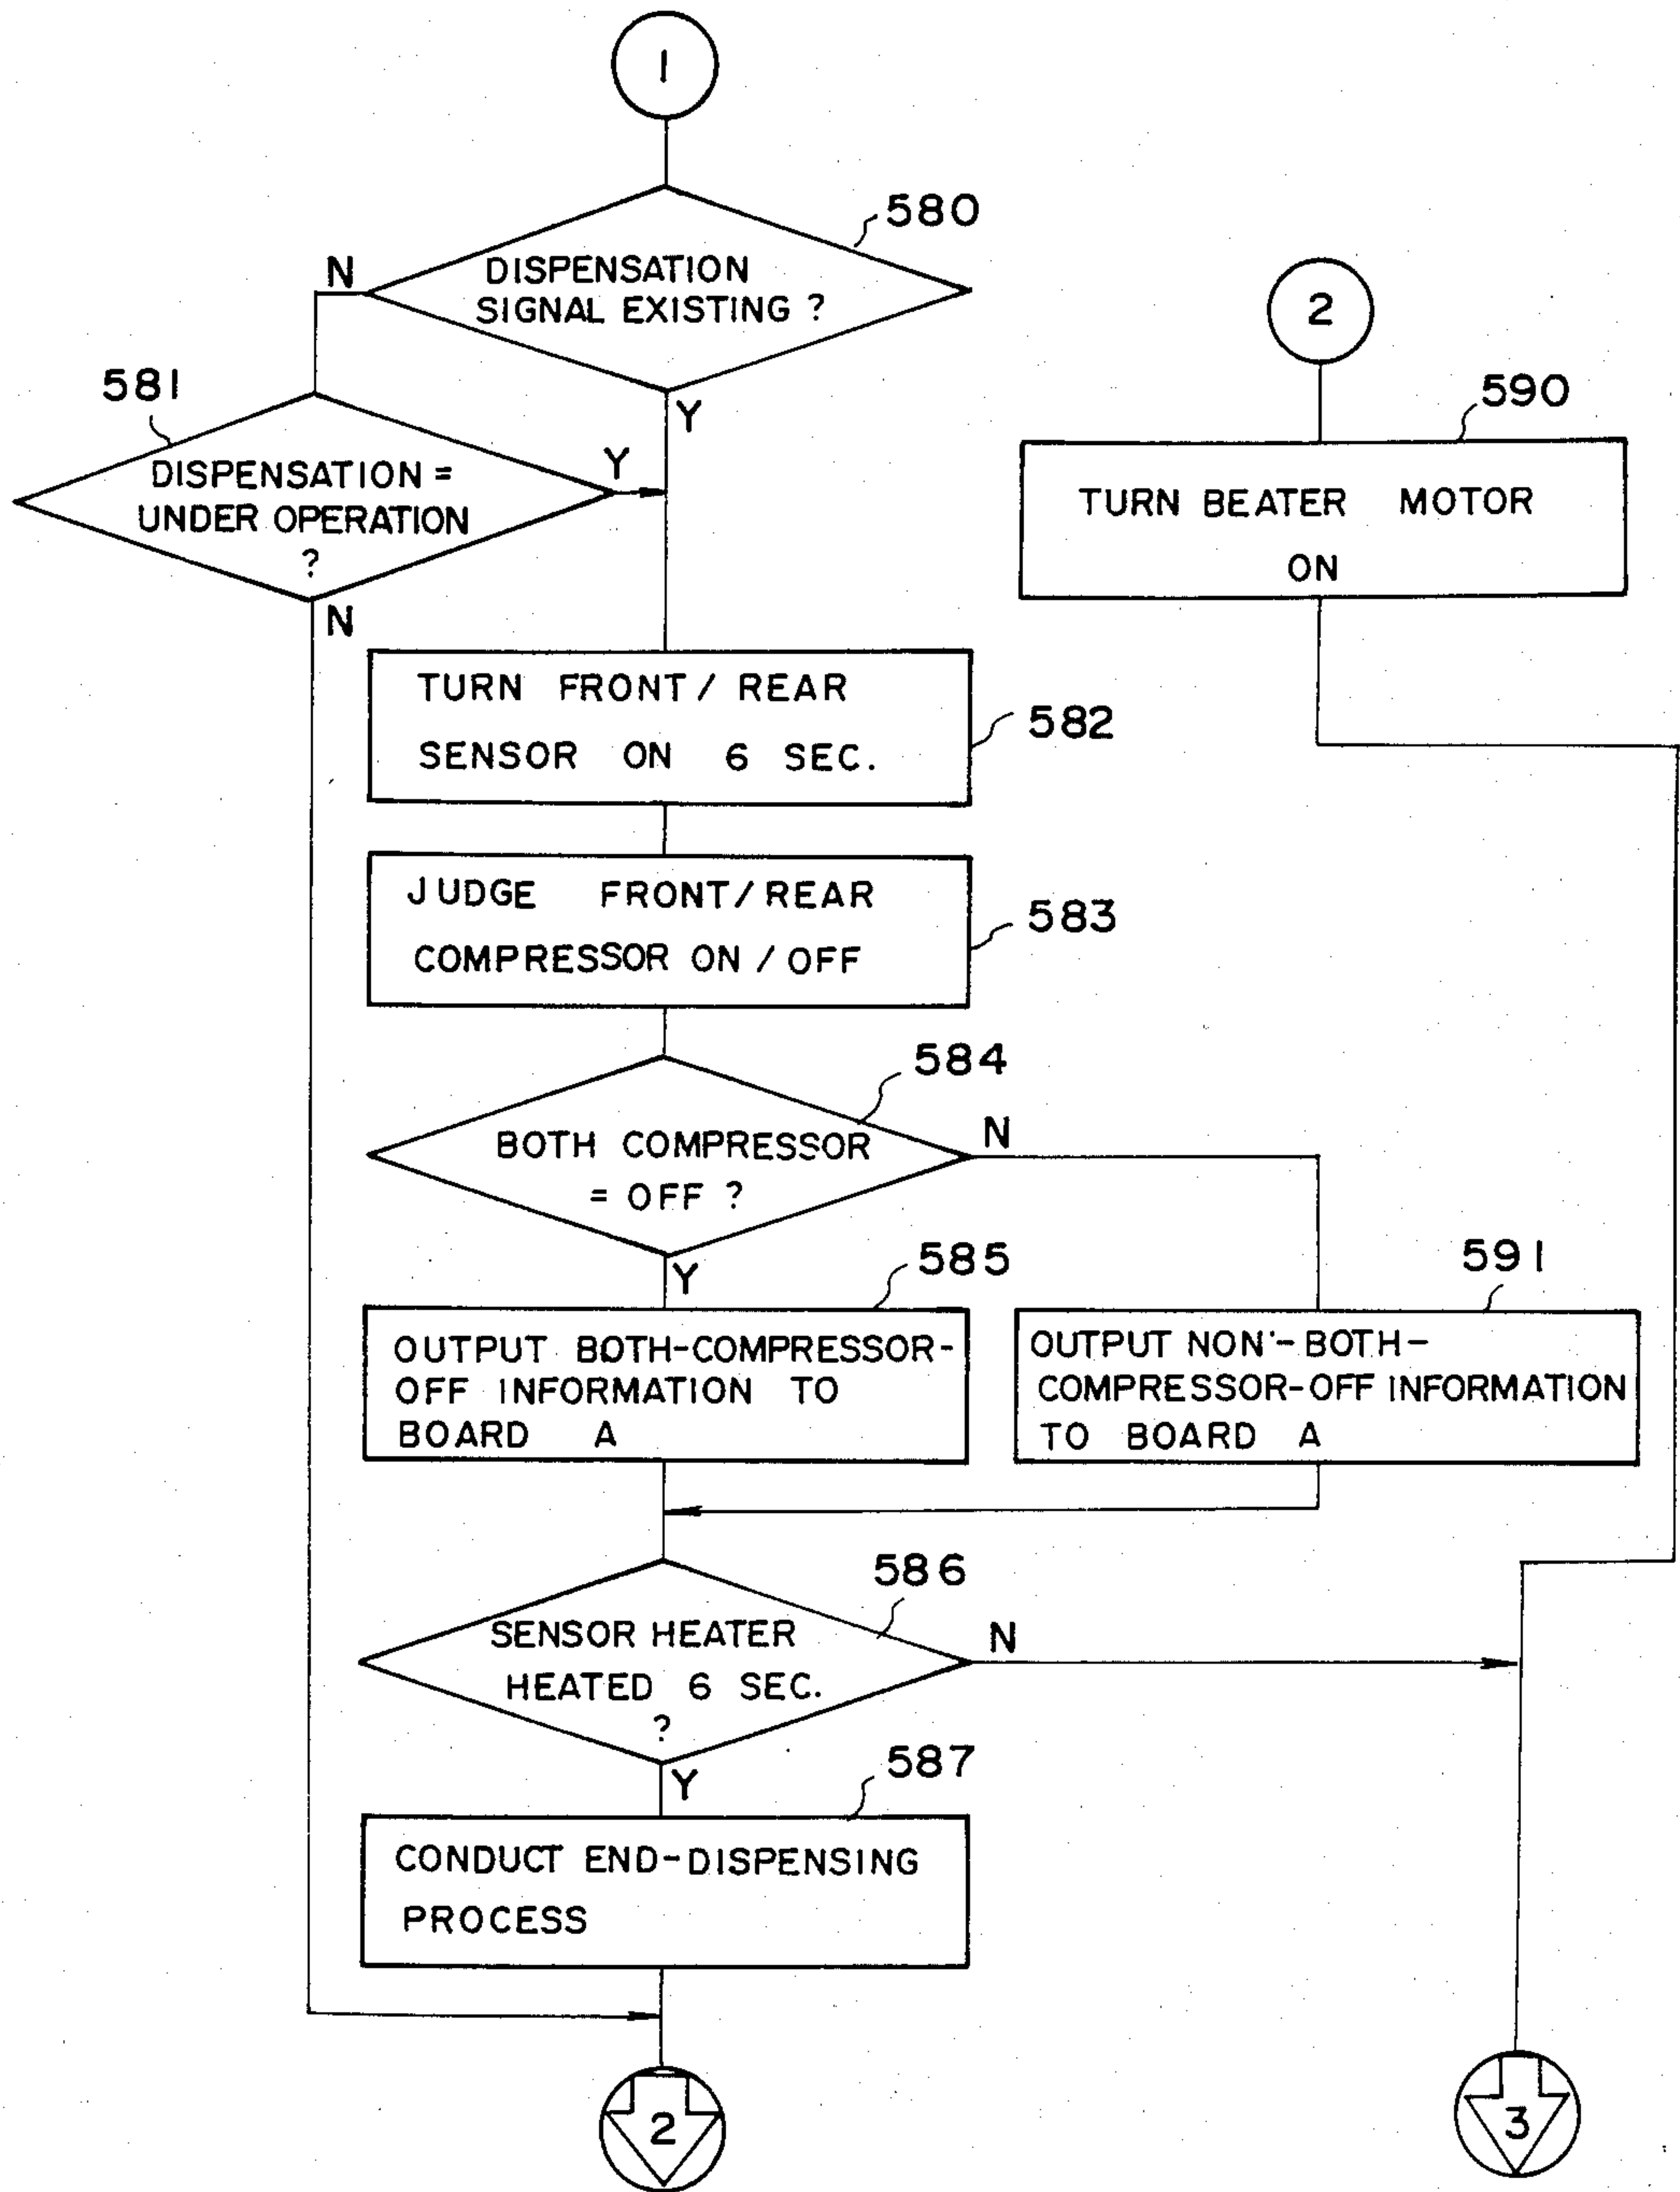 1
580
N
DISPENSATION
SIGNAL EXISTING ?
Y
581
DISPENSATION =
UNDER OPERATION
?
Y
N
582
TURN FRONT / REAR
SENSOR ON 6 SEC.
583
JUDGE FRONT/REAR
COMPRESSOR ON / OFF
584
BOTH COMPRESSOR
= OFF ?
N
Y
585
OUTPUT BOTH-COMPRESSOR-
OFF INFORMATION TO
BOARD A
586
SENSOR HEATER
HEATED 6 SEC.
?
N
Y
587
CONDUCT END-DISPENSING
PROCESS
2
2
590
TURN BEATER MOTOR
ON
591
OUTPUT NON-BOTH-
COMPRESSOR-OFF INFORMATION
TO BOARD A
3